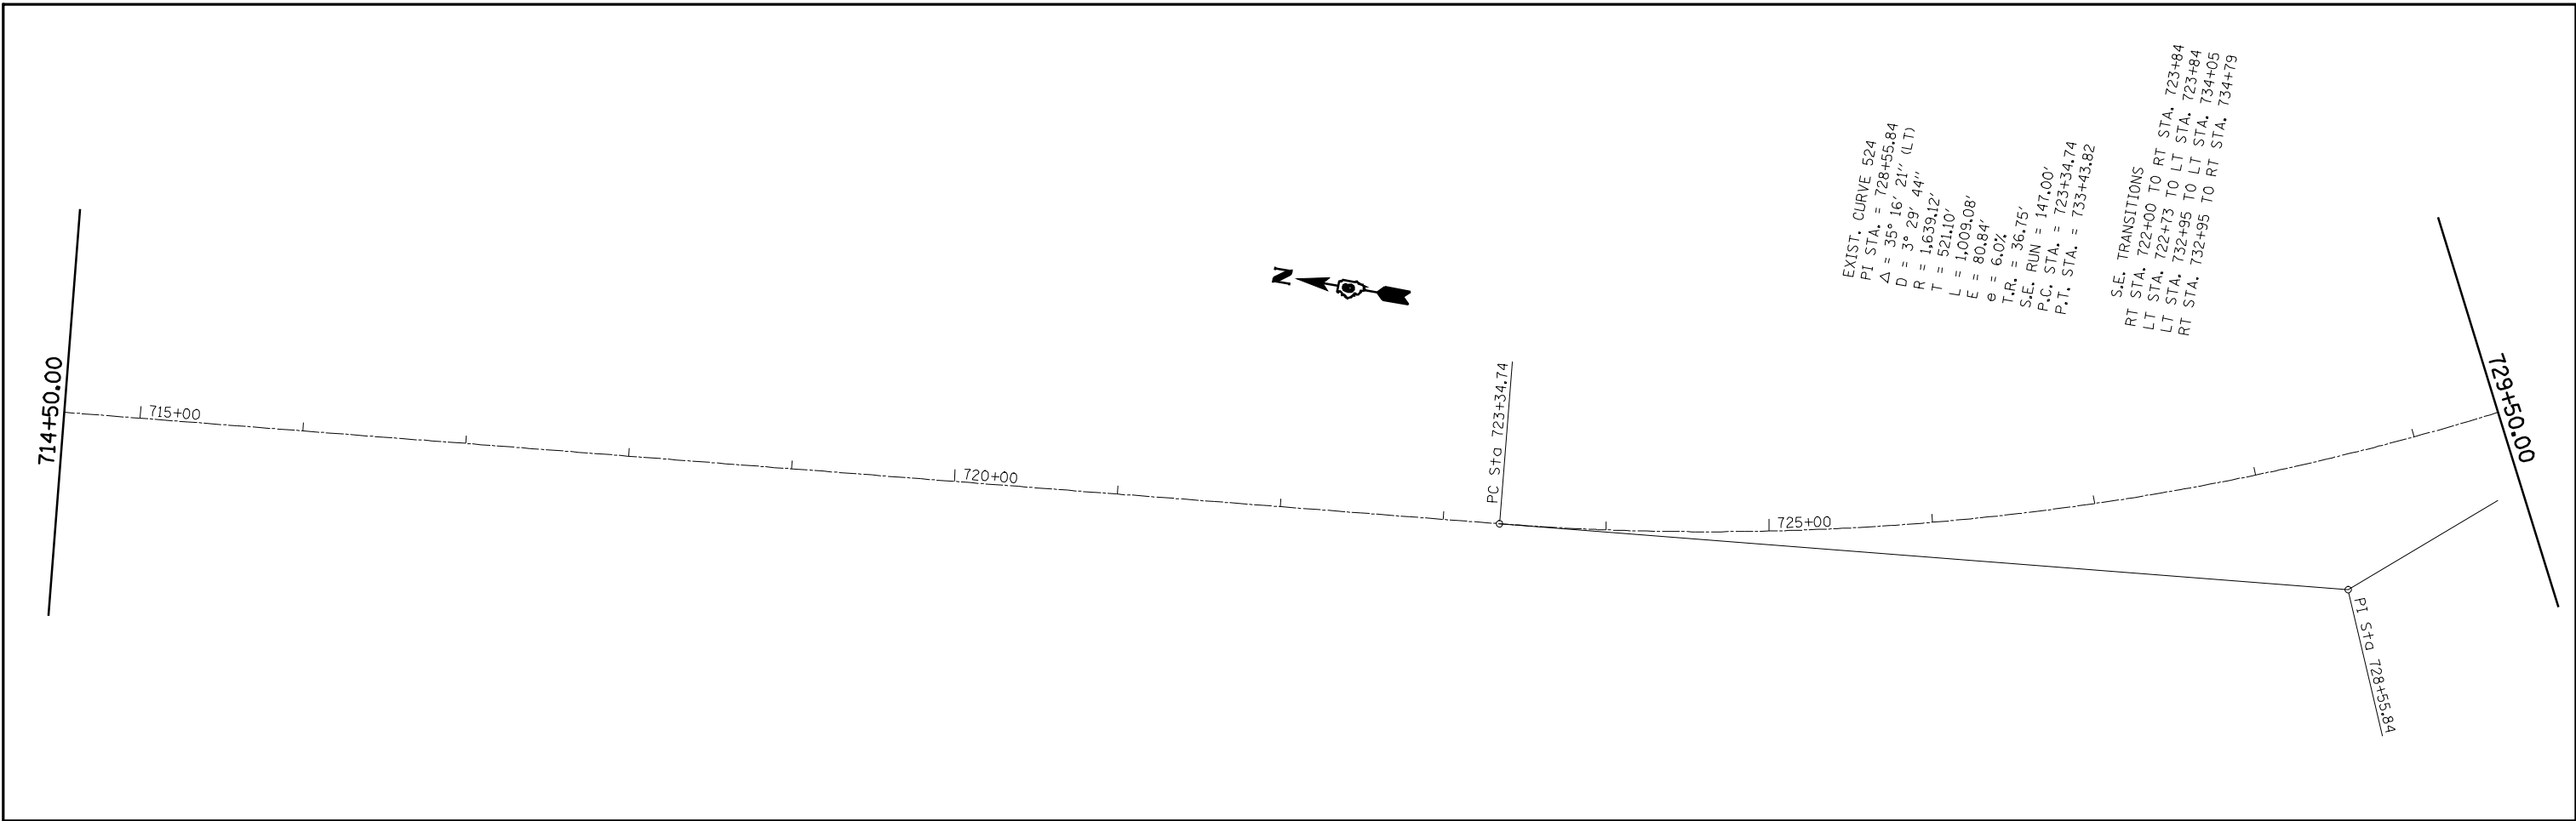 EXIST. CURVE 524
PI STA. = 728+55.84
Δ = 35° 16' 21" (LT)
D = 3° 29' 44"
R = 1,639.12'
T = 521.10'
L = 1,009.08'
E = 80.84'
e = 6.0%
T.R. = 36.75'
S.E. RUN = 147.00'
P.C. STA. = 723+34.74
P.T. STA. = 733+43.82
S.E. TRANSITIONS
RT STA. 722+00 TO RT STA. 723+84
LT STA. 722+73 TO LT STA. 723+84
LT STA. 732+95 TO LT STA. 734+05
RT STA. 732+95 TO RT STA. 734+79
N
714+50.00
715+00
720+00
PC Sta 723+34.74
725+00
729+50.00
PI Sta 728+55.84